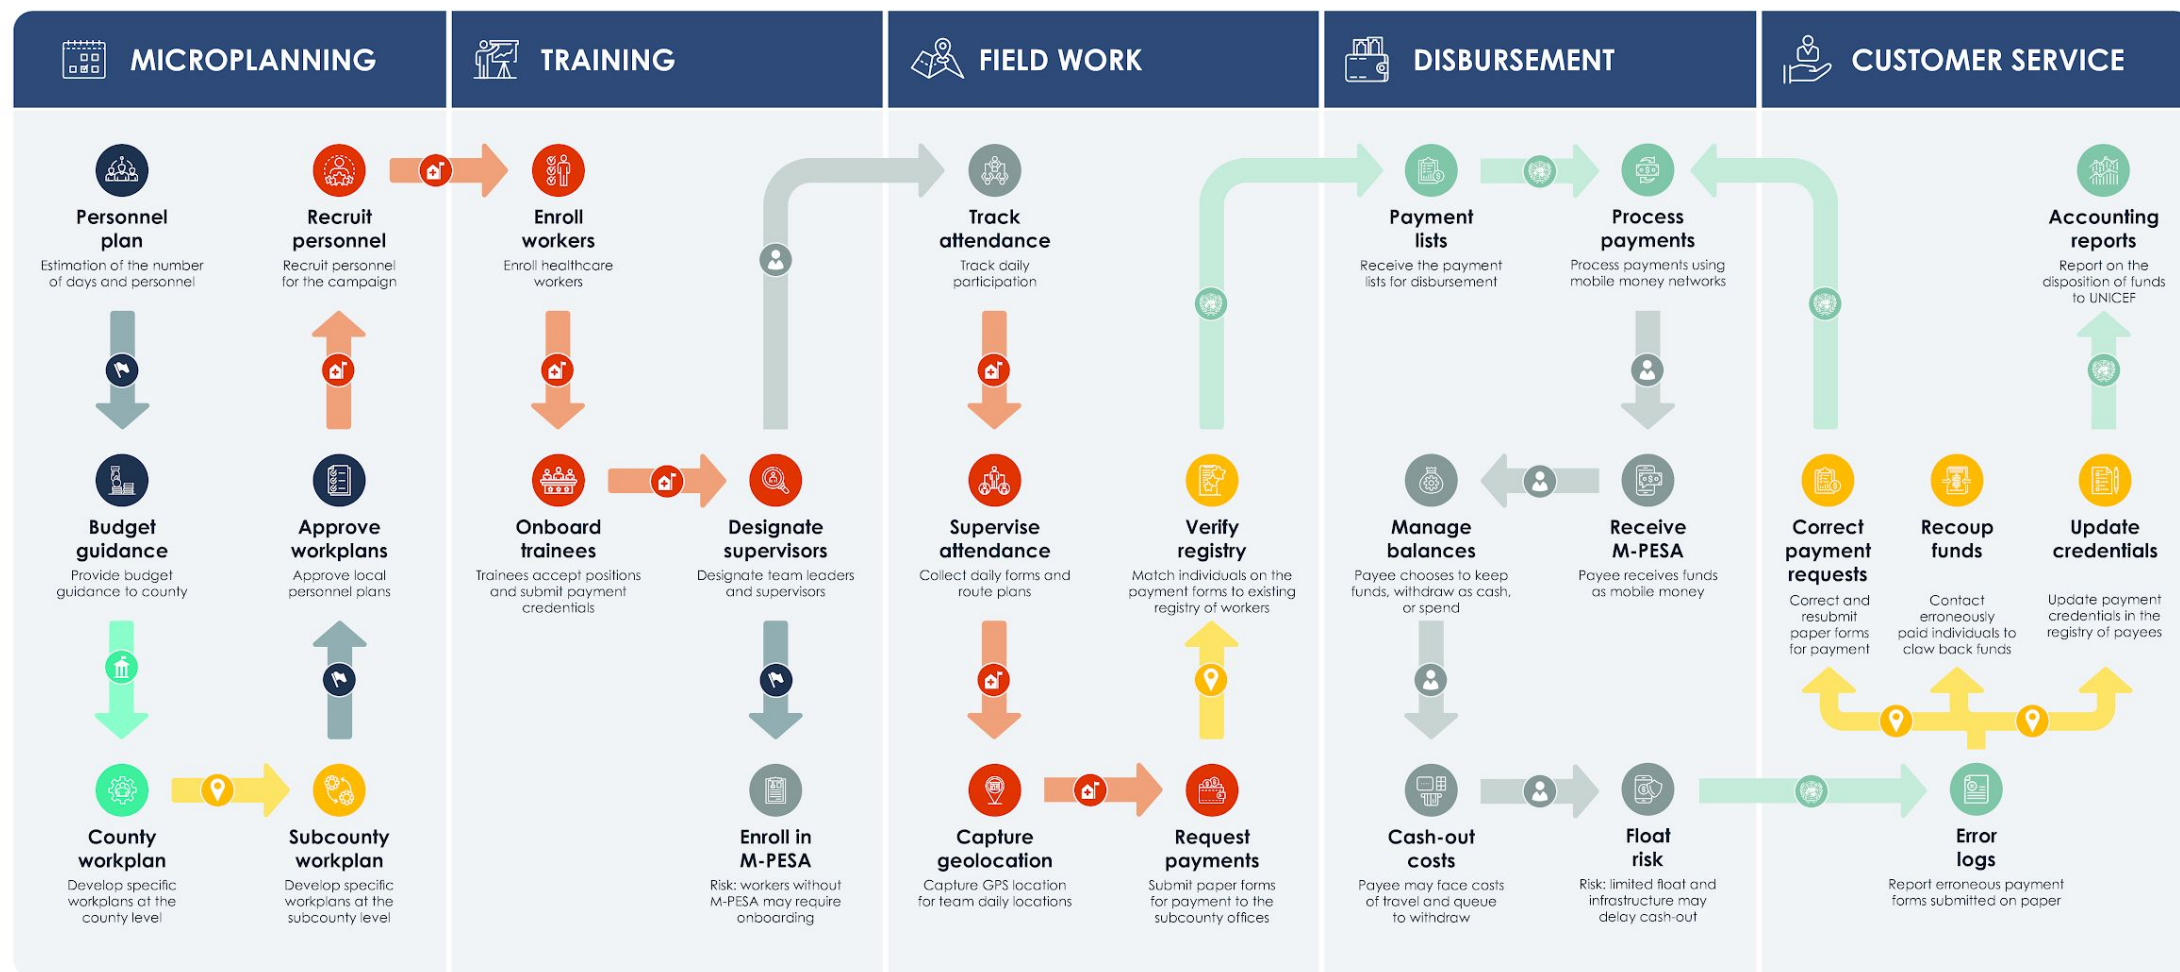 MICROPLANNING
Personnel
plan
Estimation of the number
of days and personnel
Budget
guidance
Provide budget
guidance to county
County
workplan
Develop specific
workplans at the
county level
Subcounty
workplan
Develop specific
workplans at the
subcounty level
Approve
workplans
Approve local
personnel plans
Recruit
personnel
Recruit personnel
for the campaign
TRAINING
Enroll
workers
Enroll healthcare
workers
Onboard
trainees
Trainees accept positions
and submit payment
credentials
Designate
supervisors
Designate team leaders
and supervisors
Enroll in
M-PESA
Risk: workers without
M-PESA may require
onboarding
FIELD WORK
Track
attendance
Track daily
participation
Supervise
attendance
Collect daily forms and
route plans
Capture
geolocation
Capture GPS location
for team daily locations
Request
payments
Submit paper forms
for payment to the
subcounty offices
Verify
registry
Match individuals on the
payment forms to existing
registry of workers
DISBURSEMENT
Payment
lists
Receive the payment
lists for disbursement
Process
payments
Process payments using
mobile money networks
Receive
M-PESA
Payee receives funds
as mobile money
Manage
balances
Payee chooses to keep
funds, withdraw as cash,
or spend
Cash-out
costs
Payee may face costs
of travel and queue
to withdraw
Float
risk
Risk: limited float and
infrastructure may
delay cash-out
CUSTOMER SERVICE
Error
logs
Report erroneous payment
forms submitted on paper
Correct
payment
requests
Correct and
resubmit
paper forms
for payment
Recoup
funds
Contact
erroneously
paid individuals to
claw back funds
Update
credentials
Update payment
credentials in the
registry of payees
Accounting
reports
Report on the
disposition of funds
to UNICEF